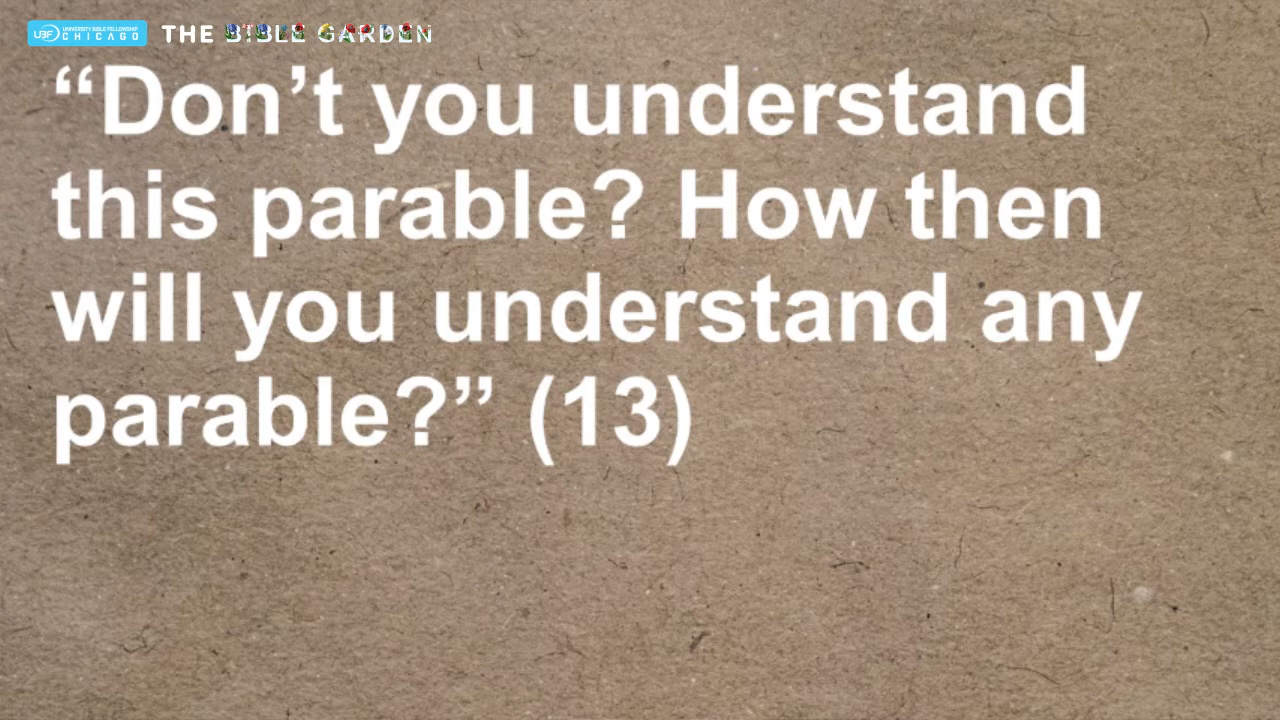 UBF UNIVERSITY BIBLE FELLOWSHIP
CHICAGO
THE BIBLE GARDEN
“Don’t you understand
this parable? How then
will you understand any
parable?” (13)